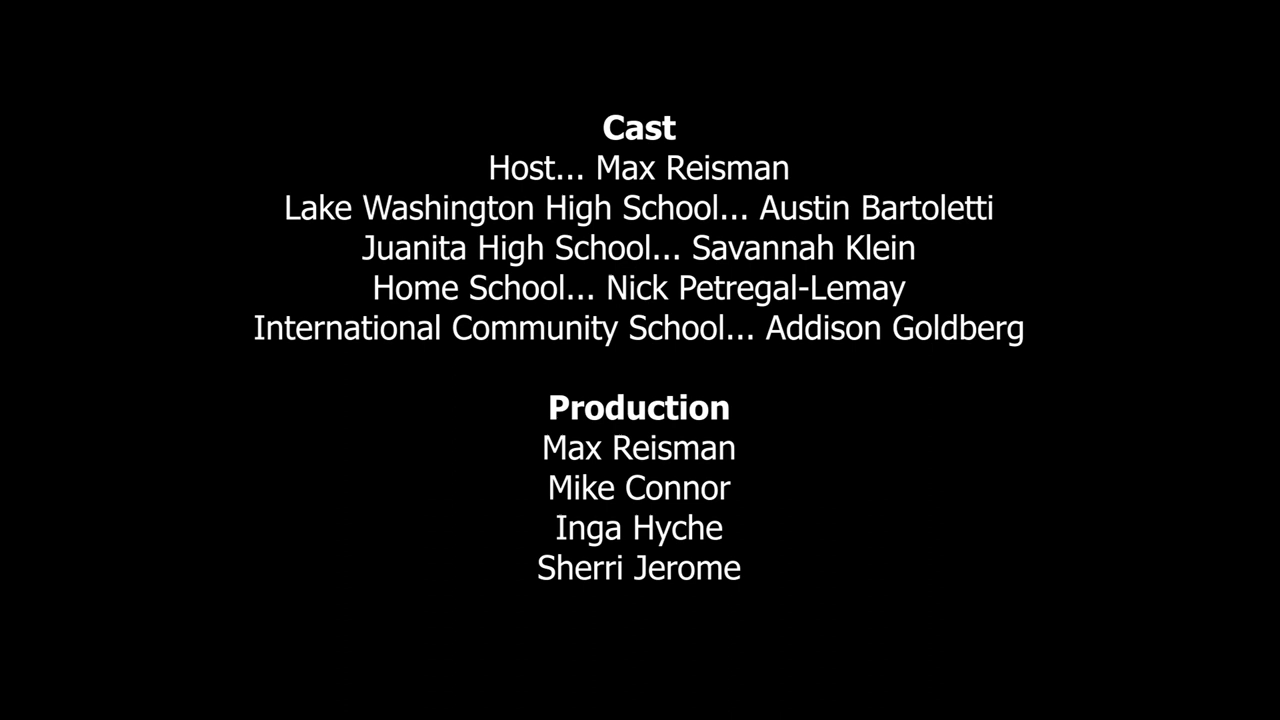 Cast
Host... Max Reisman
Lake Washington High School... Austin Bartoletti
Juanita High School... Savannah Klein
Home School... Nick Petregal-Lemay
International Community School... Addison Goldberg
Production
Max Reisman
Mike Connor
Inga Hyche
Sherri Jerome